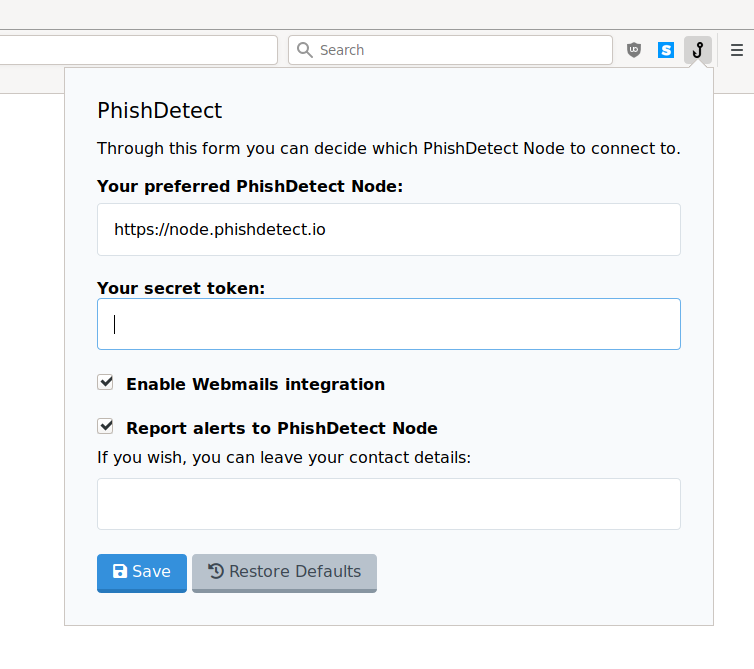 Search
PhishDetect
Through this form you can decide which PhishDetect Node to connect to.
Your preferred PhishDetect Node:
https://node.phishdetect.io
Your secret token:
Enable Webmails integration
Report alerts to PhishDetect Node
If you wish, you can leave your contact details:
Save
Restore Defaults